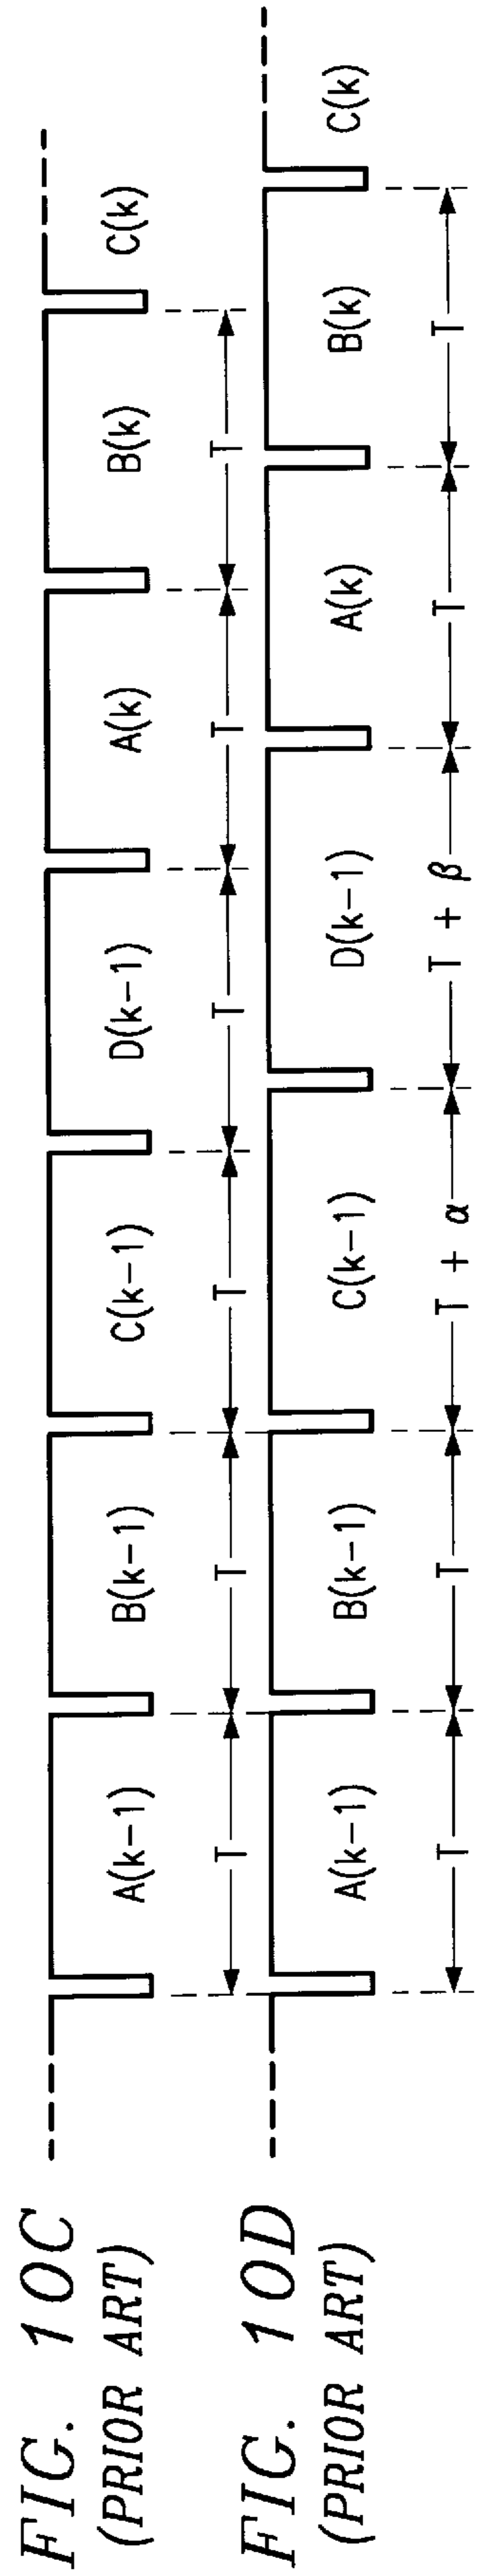 FIG. 10C
(PRIOR ART)
A(k-1) B(k-1) C(k-1) D(k-1) A(k) B(k) C(k)
T T T T T T
FIG. 10D
(PRIOR ART)
A(k-1) B(k-1) C(k-1) D(k-1) A(k) B(k) C(k)
T T T + α T + β T T